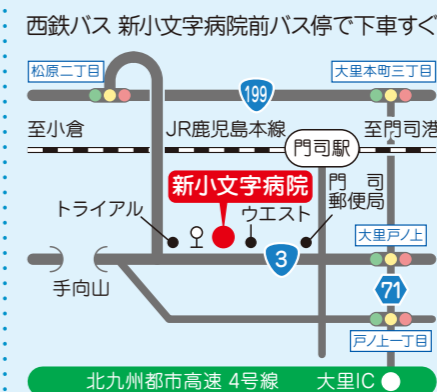 西鉄バス 新小文字病院前バス停で下車すぐ
松原二丁目
大里本町三丁目
199
至小倉
JR鹿児島本線
至門司港
門司駅
新小文字病院
門司
郵便局
トライアル
ウエスト
大里戸ノ上
3
手向山
71
戸ノ上一丁目
北九州都市高速 4号線
大里IC